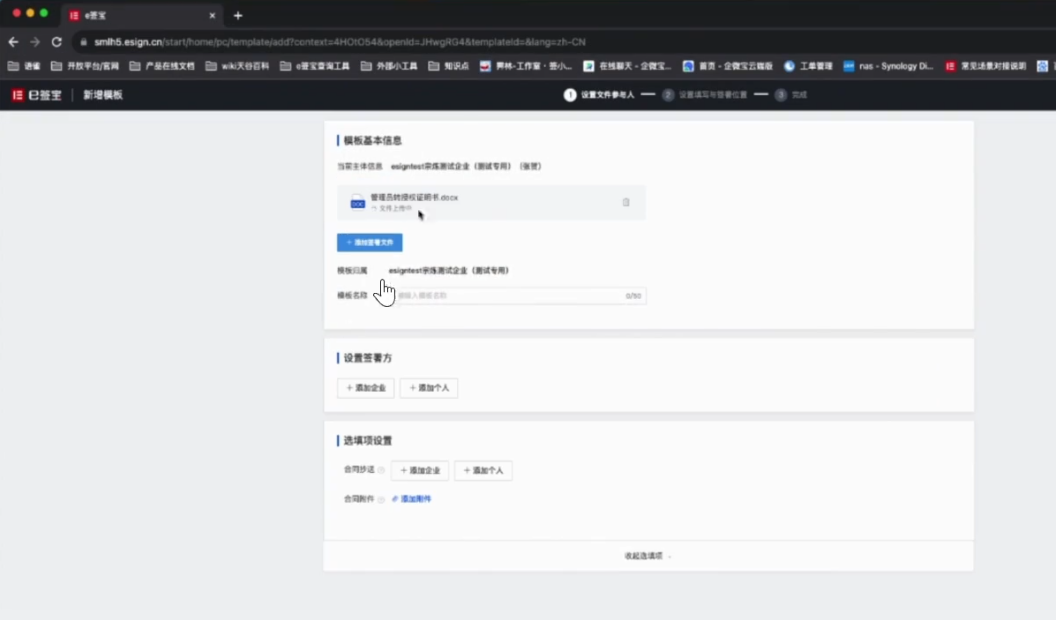 e签宝
smlh5.esign.cn/start/home/pc/template/add?context=4HOtO54&openId=JHwgRG4&templateId=&lang=zh-CN
语雀 开放平台/官网 产品在线文档 wiki天谷百科 e签宝查询工具 外部小工具 知识点 在线聊天 - 企微宝... 首页 - 企微宝云端版 工单管理 nas - Synology Di... 常见场景对接说明
e签宝 新增模板 1 设置文件参与人 2 设置填写与签署位置 3 完成
模板基本信息
当前主体信息 esigntest宗炼测试企业（测试专用）（张贺）
管理员转授权证明书.docx
文件上传中
+ 添加签署文件
模板归属 esigntest宗炼测试企业（测试专用）
模板名称 请输入模板名称 0/50
设置签署方
+ 添加企业 + 添加个人
选填项设置
合同抄送 + 添加企业 + 添加个人
合同附件 添加附件
收起选填项